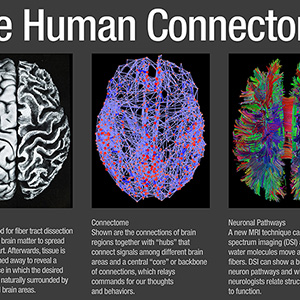 e Human Connectom
d for fiber tract dissection
brain matter to spread
rt. Afterwards, tissue is
ned away to reveal a
e in which the desired
naturally surrounded by
d brain areas.
Connectome
Shown are the connections of brain
regions together with "hubs" that
connect signals among different brain
areas and a central "core" or backbone
of connections, which relays
commands for our thoughts
and behaviors.
Neuronal Pathways
A new MRI technique ca
spectrum imaging (DSI) a
water molecules move a
fibers. DSI can show a b
neuron pathways and w
neurologists relate struc
to function.